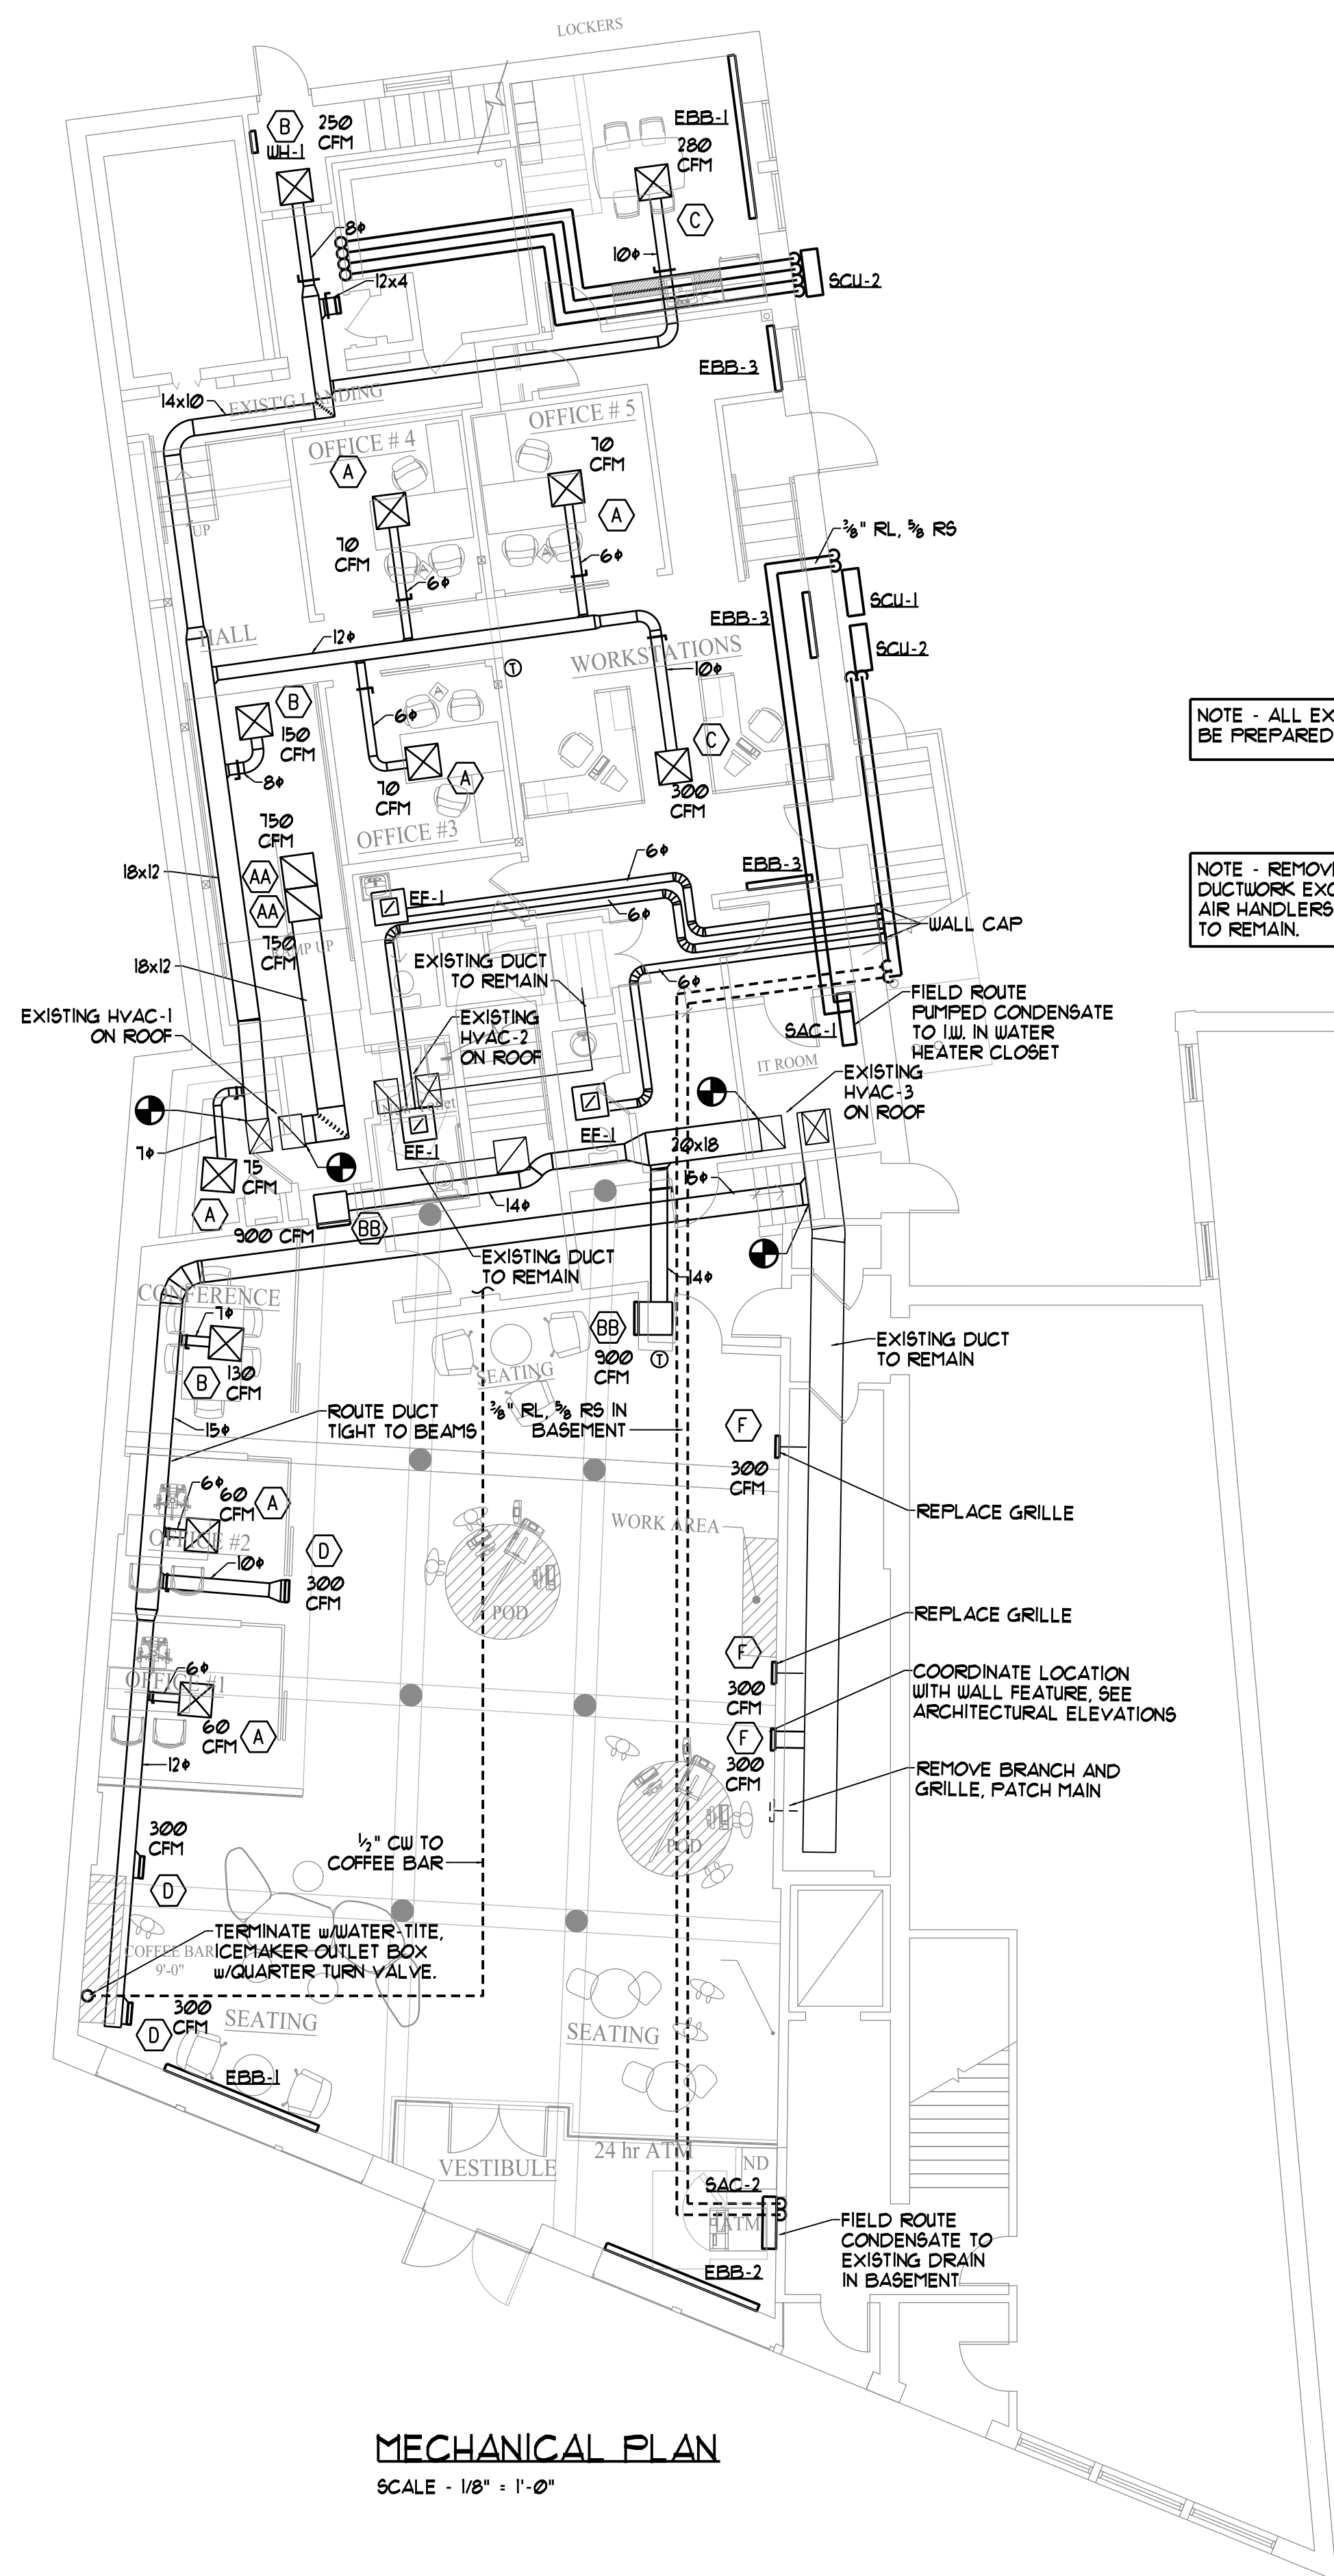 LOCKERS
EBB-1
B
250
CFM
WH-1
280
CFM
C
8ϕ
10ϕ
12x4
SCU-2
EBB-3
14x10
EXIST'G LANDING
OFFICE # 4
OFFICE # 5
A
70
CFM
A
UP
70
CFM
6ϕ
6ϕ
3/8" RL, 5/8 RS
SCU-1
EBB-3
SCU-2
HALL
12ϕ
WORKSTATIONS
T
10ϕ
B
150
CFM
6ϕ
C
NOTE - ALL EX
BE PREPARED
8ϕ
70
CFM
A
300
CFM
750
CFM
OFFICE #3
18x12
AA
6ϕ
EBB-3
NOTE - REMOVE
DUCTWORK EXC
AIR HANDLERS
TO REMAIN.
AA
EF-1
6ϕ
WALL CAP
750
CFM
RAMP UP
18x12
EXISTING DUCT
TO REMAIN
6ϕ
FIELD ROUTE
PUMPED CONDENSATE
TO I.W. IN WATER
HEATER CLOSET
EXISTING HVAC-1
ON ROOF
EXISTING
HVAC-2
ON ROOF
SAC-1
IT ROOM
EXISTING
HVAC-3
ON ROOF
New Toilet
EF-1
EF-1
20x18
7ϕ
75
CFM
A
15ϕ
14ϕ
900 CFM
BB
EXISTING DUCT
TO REMAIN
14ϕ
CONFERENCE
7ϕ
BB
900
CFM
T
EXISTING DUCT
TO REMAIN
B
130
CFM
SEATING
15ϕ
ROUTE DUCT
TIGHT TO BEAMS
3/8" RL, 5/8 RS IN
BASEMENT
F
300
CFM
6ϕ
60
CFM
A
REPLACE GRILLE
WORK AREA
OFFICE #2
D
10ϕ
300
CFM
POD
REPLACE GRILLE
F
6ϕ
OFFICE #1
300
CFM
COORDINATE LOCATION
WITH WALL FEATURE, SEE
ARCHITECTURAL ELEVATIONS
60
CFM
A
F
300
CFM
12ϕ
REMOVE BRANCH AND
GRILLE, PATCH MAIN
300
CFM
POD
1/2" CW TO
COFFEE BAR
D
TERMINATE w/WATER-TITE,
ICEMAKER OUTLET BOX
w/QUARTER TURN VALVE.
COFFEE BAR
9'-0"
300
CFM
D
SEATING
SEATING
EBB-1
24 hr ATM
VESTIBULE
ND
SAC-2
ATM
FIELD ROUTE
CONDENSATE TO
EXISTING DRAIN
IN BASEMENT
EBB-2
MECHANICAL PLAN
SCALE - 1/8" = 1'-0"